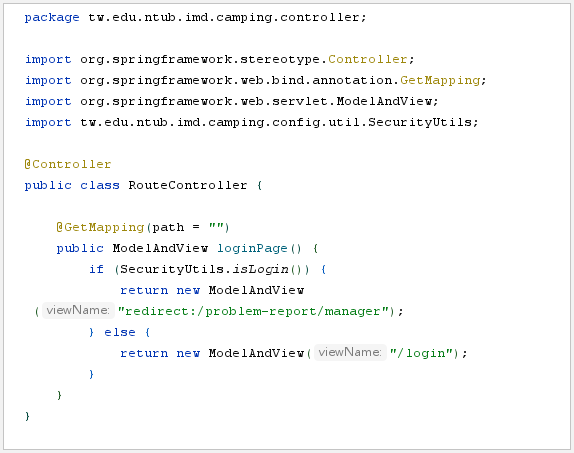 package tw.edu.ntub.imd.camping.controller;
import org.springframework.stereotype.Controller;
import org.springframework.web.bind.annotation.GetMapping;
import org.springframework.web.servlet.ModelAndView;
import tw.edu.ntub.imd.camping.config.util.SecurityUtils;
@Controller
public class RouteController {
@GetMapping(path = "")
public ModelAndView loginPage() {
if (SecurityUtils.isLogin()) {
return new ModelAndView
( viewName: "redirect:/problem-report/manager");
} else {
return new ModelAndView( viewName: "/login");
}
}
}